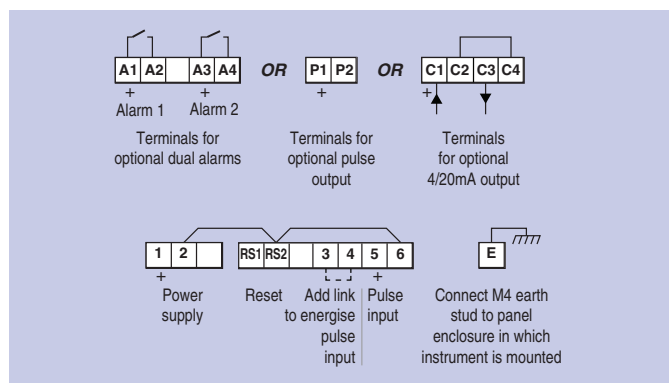 A1 A2 A3 A4 OR P1 P2 OR C1 C2 C3 C4
+ + + +
Alarm 1 Alarm 2
Terminals for
optional dual alarms
Terminals for
optional pulse
output
Terminals
for optional
4/20mA output
1 2 RS1 RS2 3 4 5 6 E
+ +
Power
supply
Reset
Add link
to energise
pulse
input
Pulse
input
Connect M4 earth
stud to panel
enclosure in which
instrument is mounted